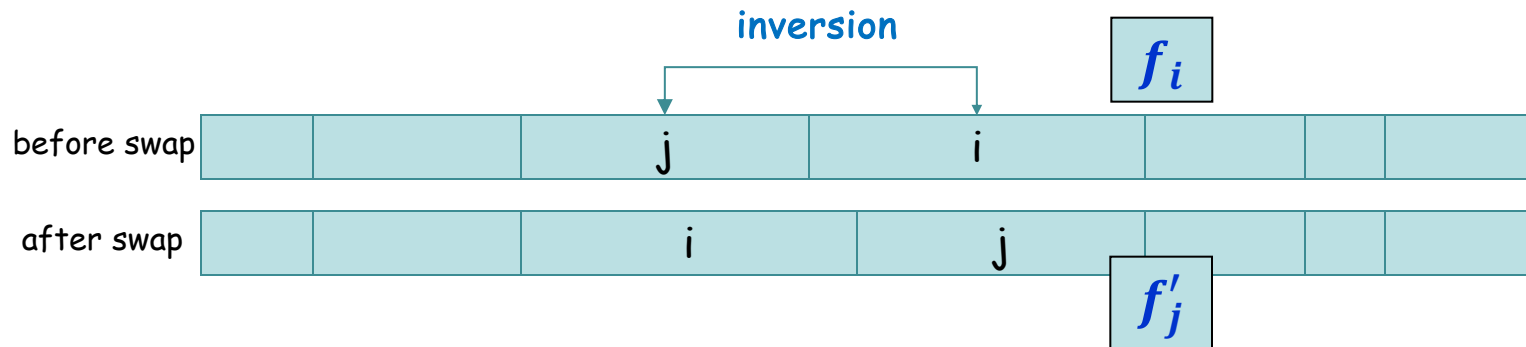 inversion
f_i
before swap j i
after swap i j
f'_j